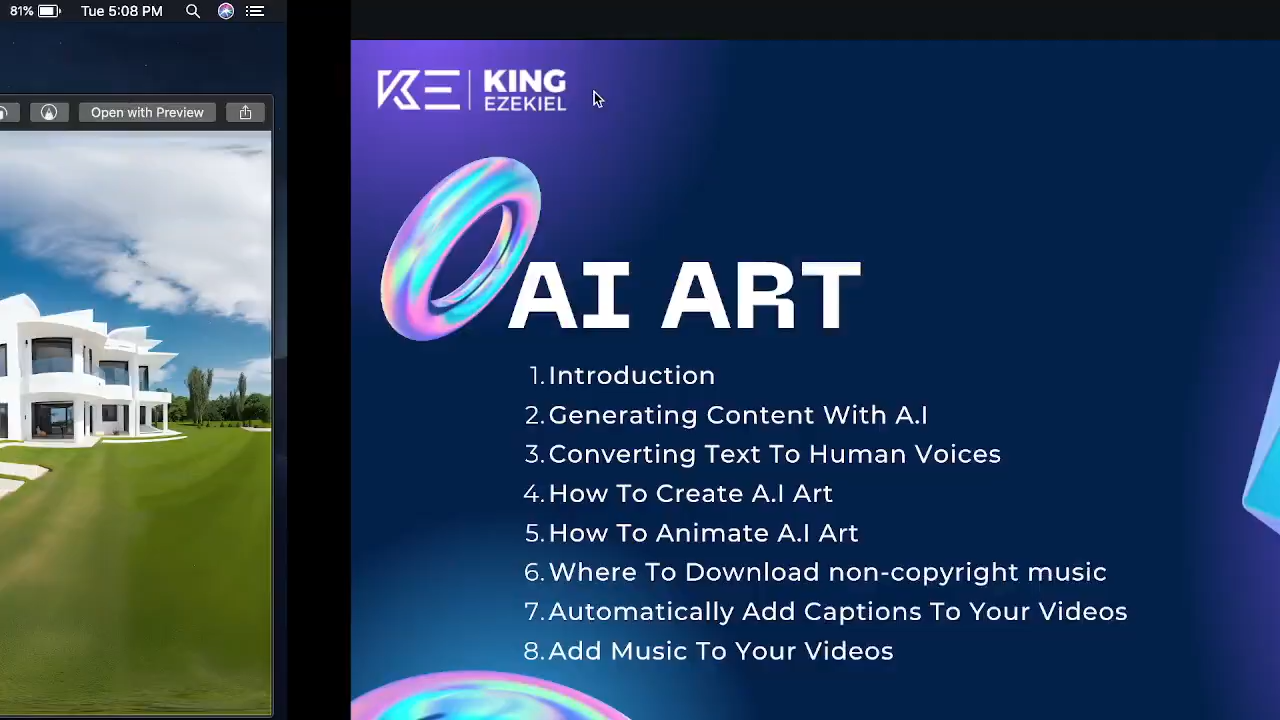 81% Tue 5:08 PM
Open with Preview
KE KING
EZEKIEL
AI ART
1. Introduction
2. Generating Content With A.I
3. Converting Text To Human Voices
4. How To Create A.I Art
5. How To Animate A.I Art
6. Where To Download non-copyright music
7. Automatically Add Captions To Your Videos
8. Add Music To Your Videos